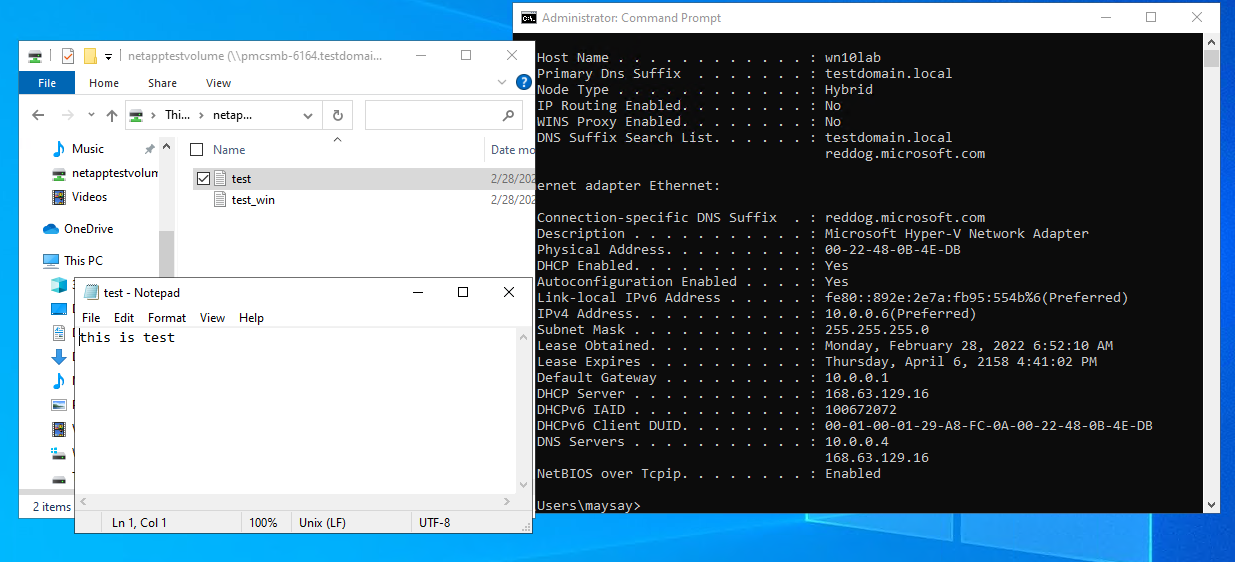 netapptestvolume (\\pmcsmb-6164.testdomai...
File Home Share View
Thi... netap...
Music
netapptestvolum
Videos
OneDrive
This PC
Name Date mo
test 2/28/202
test_win 2/28/202
2 items
test - Notepad
File Edit Format View Help
this is test
Ln 1, Col 1 100% Unix (LF) UTF-8
Administrator: Command Prompt
Host Name . . . . . . . . . . . . : wn10lab
Primary Dns Suffix . . . . . . . : testdomain.local
Node Type . . . . . . . . . . . . : Hybrid
IP Routing Enabled. . . . . . . . : No
WINS Proxy Enabled. . . . . . . . : No
DNS Suffix Search List. . . . . . : testdomain.local
reddog.microsoft.com
ernet adapter Ethernet:
Connection-specific DNS Suffix . : reddog.microsoft.com
Description . . . . . . . . . . . : Microsoft Hyper-V Network Adapter
Physical Address. . . . . . . . . : 00-22-48-0B-4E-DB
DHCP Enabled. . . . . . . . . . . : Yes
Autoconfiguration Enabled . . . . : Yes
Link-local IPv6 Address . . . . . : fe80::892e:2e7a:fb95:554b%6(Preferred)
IPv4 Address. . . . . . . . . . . : 10.0.0.6(Preferred)
Subnet Mask . . . . . . . . . . . : 255.255.255.0
Lease Obtained. . . . . . . . . . : Monday, February 28, 2022 6:52:10 AM
Lease Expires . . . . . . . . . . : Thursday, April 6, 2158 4:41:02 PM
Default Gateway . . . . . . . . . : 10.0.0.1
DHCP Server . . . . . . . . . . . : 168.63.129.16
DHCPv6 IAID . . . . . . . . . . . : 100672072
DHCPv6 Client DUID. . . . . . . . : 00-01-00-01-29-A8-FC-0A-00-22-48-0B-4E-DB
DNS Servers . . . . . . . . . . . : 10.0.0.4
168.63.129.16
NetBIOS over Tcpip. . . . . . . . : Enabled
Users\maysay>